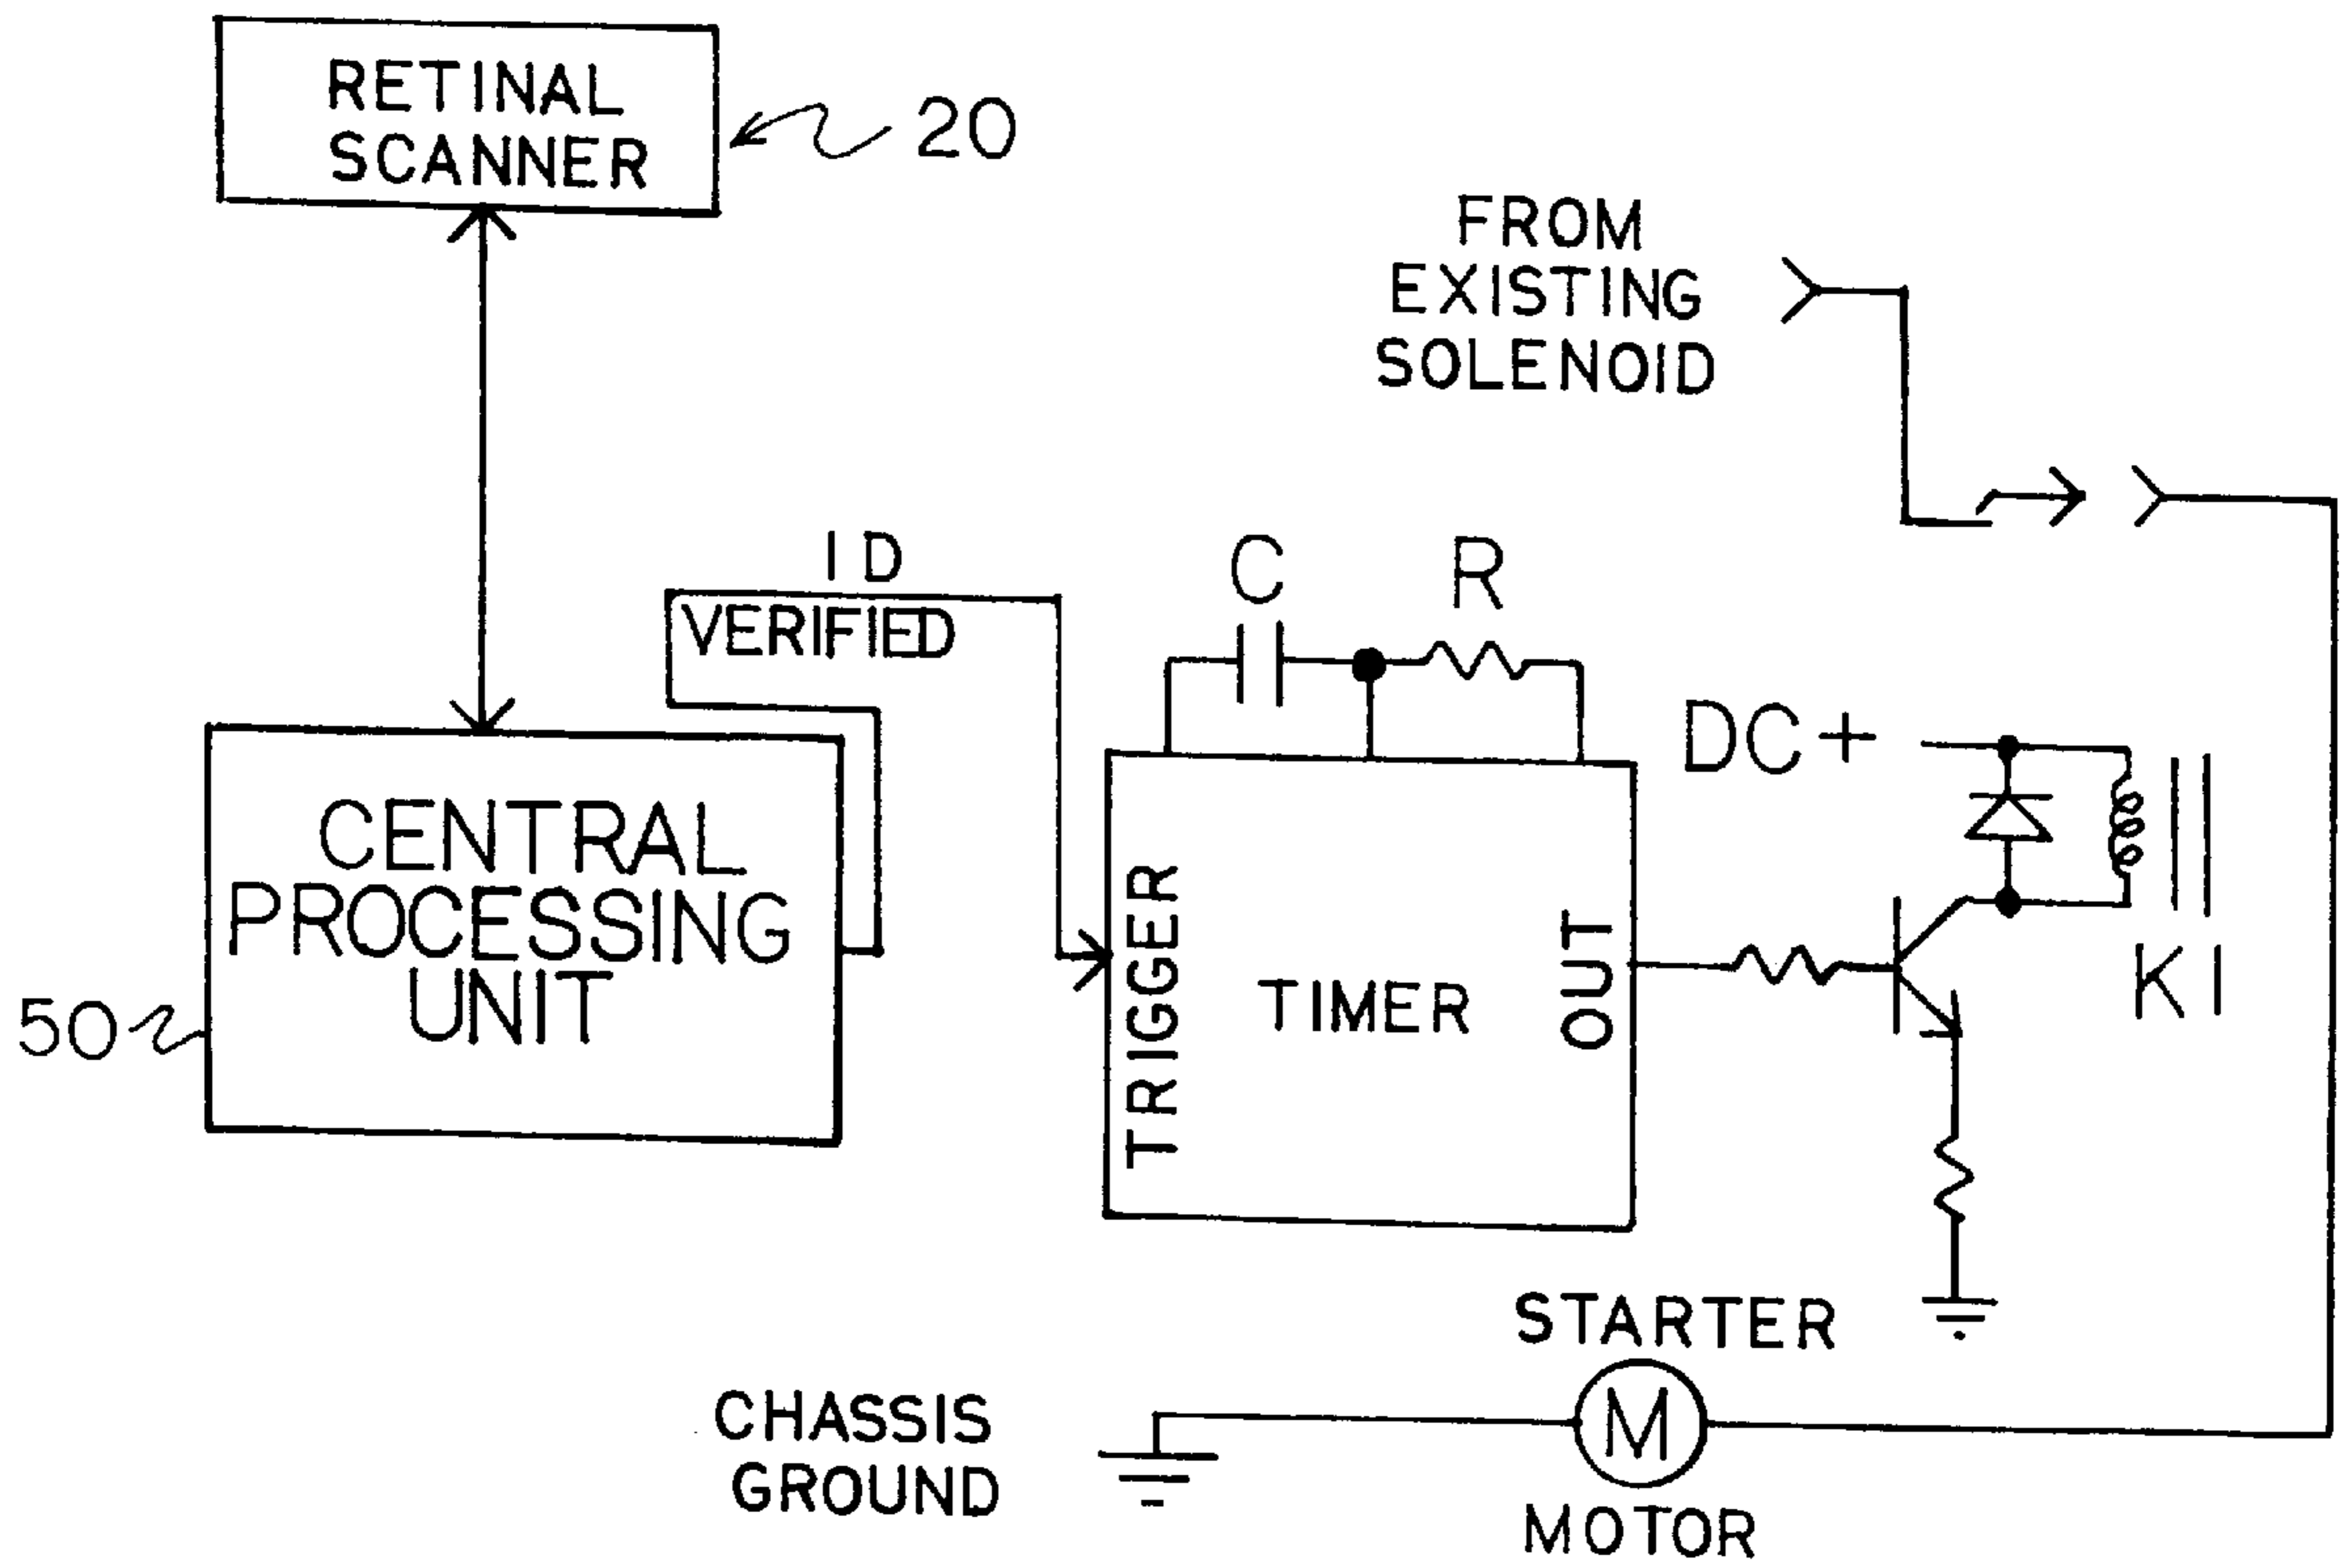 RETINAL
SCANNER
20
FROM
EXISTING
SOLENOID
ID
VERIFIED
C
R
DC+
CENTRAL
PROCESSING
UNIT
50
TRIGGER
TIMER
OUT
K1
STARTER
M
MOTOR
CHASSIS
GROUND